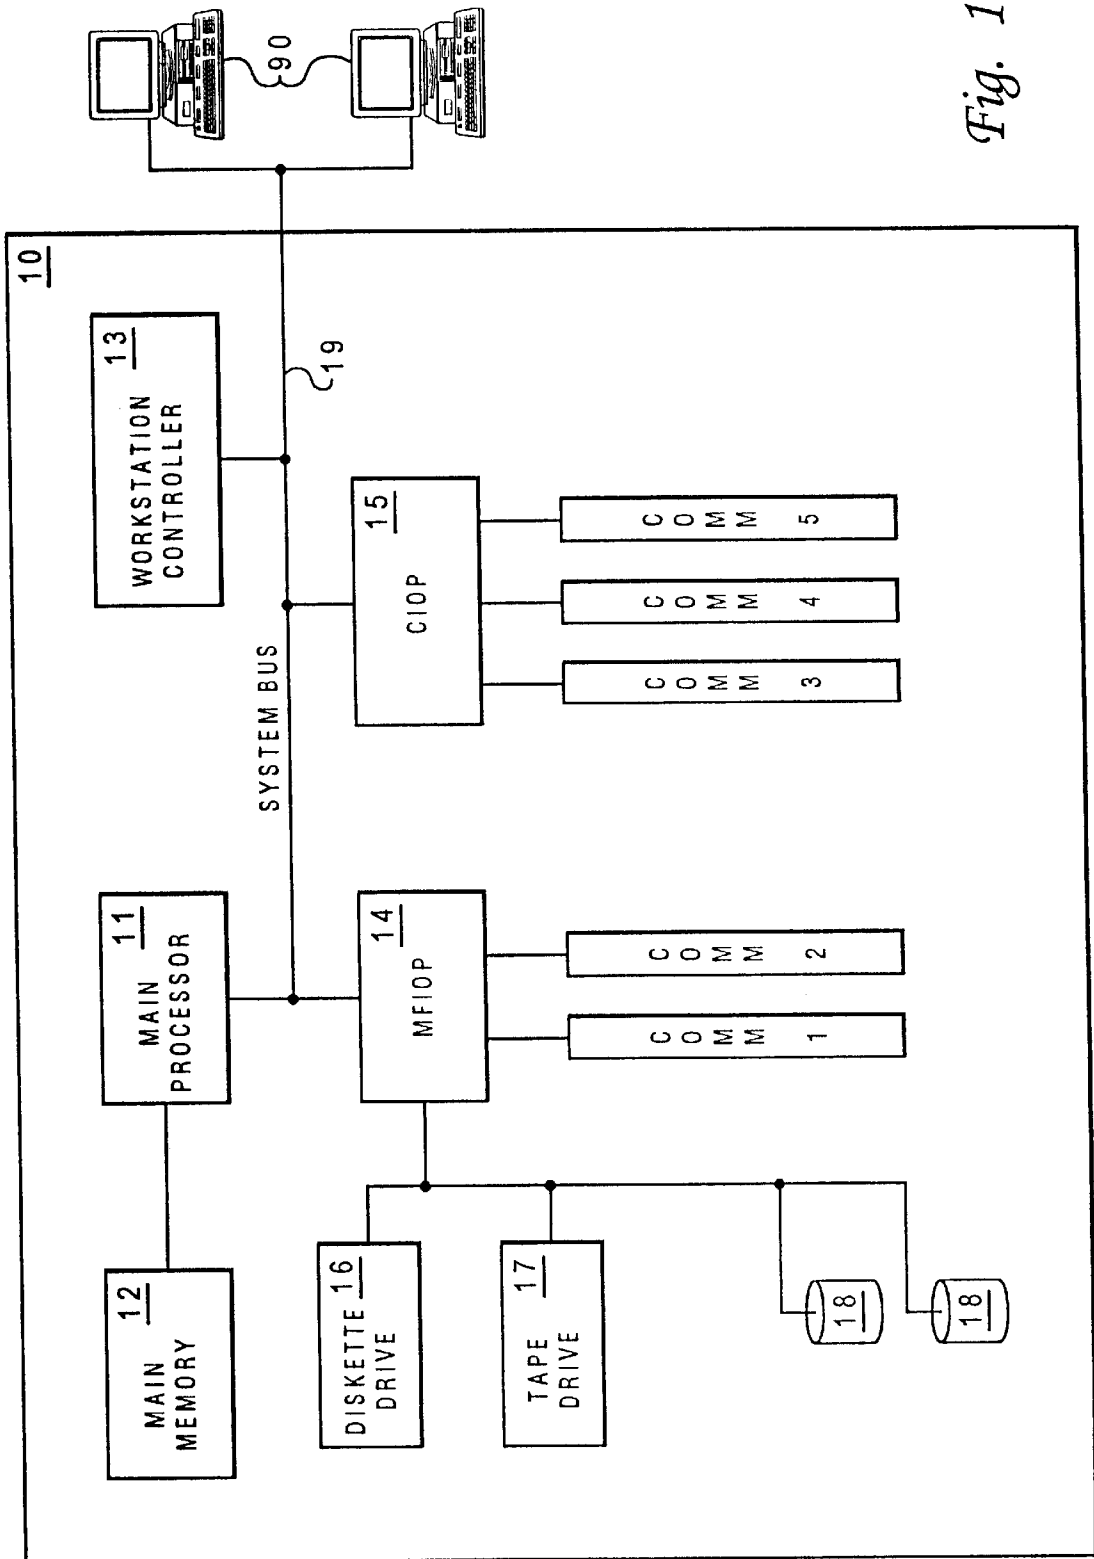 10
12
MAIN
MEMORY
11
MAIN
PROCESSOR
13
WORKSTATION
CONTROLLER
SYSTEM BUS
19
90
16
DISKETTE
DRIVE
17
TAPE
DRIVE
18
18
14
MFIOP
COMM 1
COMM 2
15
CIOP
COMM 3
COMM 4
COMM 5
Fig. 1